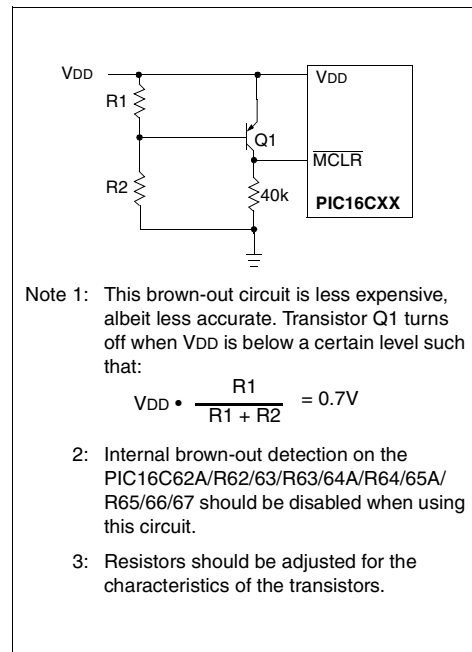 VDD
VDD
R1
Q1
MCLR
R2
40k
PIC16CXX
Note 1: This brown-out circuit is less expensive,
albeit less accurate. Transistor Q1 turns
off when VDD is below a certain level such
that:
VDD • R1 / R1 + R2 = 0.7V
2: Internal brown-out detection on the
PIC16C62A/R62/63/R63/64A/R64/65A/
R65/66/67 should be disabled when using
this circuit.
3: Resistors should be adjusted for the
characteristics of the transistors.